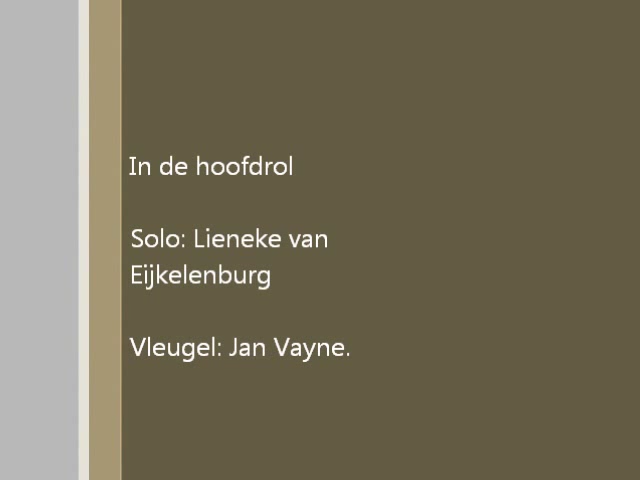 In de hoofdrol
Solo: Lieneke van
Eijkelenburg
Vleugel: Jan Vayne.